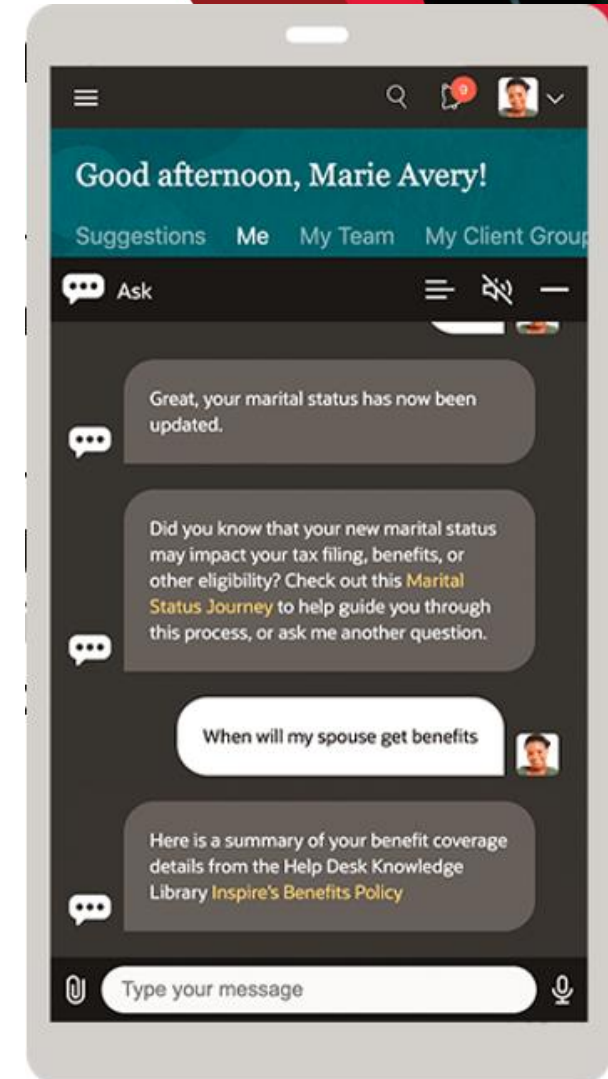 9
Good afternoon, Marie Avery!
Suggestions Me My Team My Client Group
Ask
Great, your marital status has now been
updated.
Did you know that your new marital status
may impact your tax filing, benefits, or
other eligibility? Check out this Marital
Status Journey to help guide you through
this process, or ask me another question.
When will my spouse get benefits
Here is a summary of your benefit coverage
details from the Help Desk Knowledge
Library Inspire's Benefits Policy
Type your message